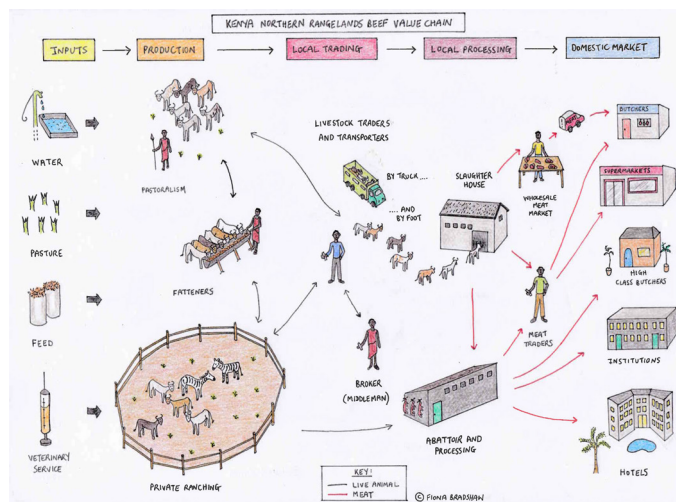 KENYA NORTHERN RANGELANDS BEEF VALUE CHAIN
INPUTS
PRODUCTION
LOCAL TRADING
LOCAL PROCESSING
DOMESTIC MARKET
WATER
PASTURE
FEED
VETERINARY
SERVICE
PASTORALISM
FATTENERS
PRIVATE RANCHING
LIVESTOCK TRADERS
AND TRANSPORTERS
BY TRUCK....
.... AND
BY FOOT
BROKER
(MIDDLEMAN)
SLAUGHTER
HOUSE
ABATTOIR AND
PROCESSING
WHOLESALE
MEAT
MARKET
MEAT
TRADERS
BUTCHERS
SUPERMARKETS
HIGH
CLASS BUTCHERS
INSTITUTIONS
HOTELS
KEY:
LIVE ANIMAL
MEAT
© FIONA BRADSHAW